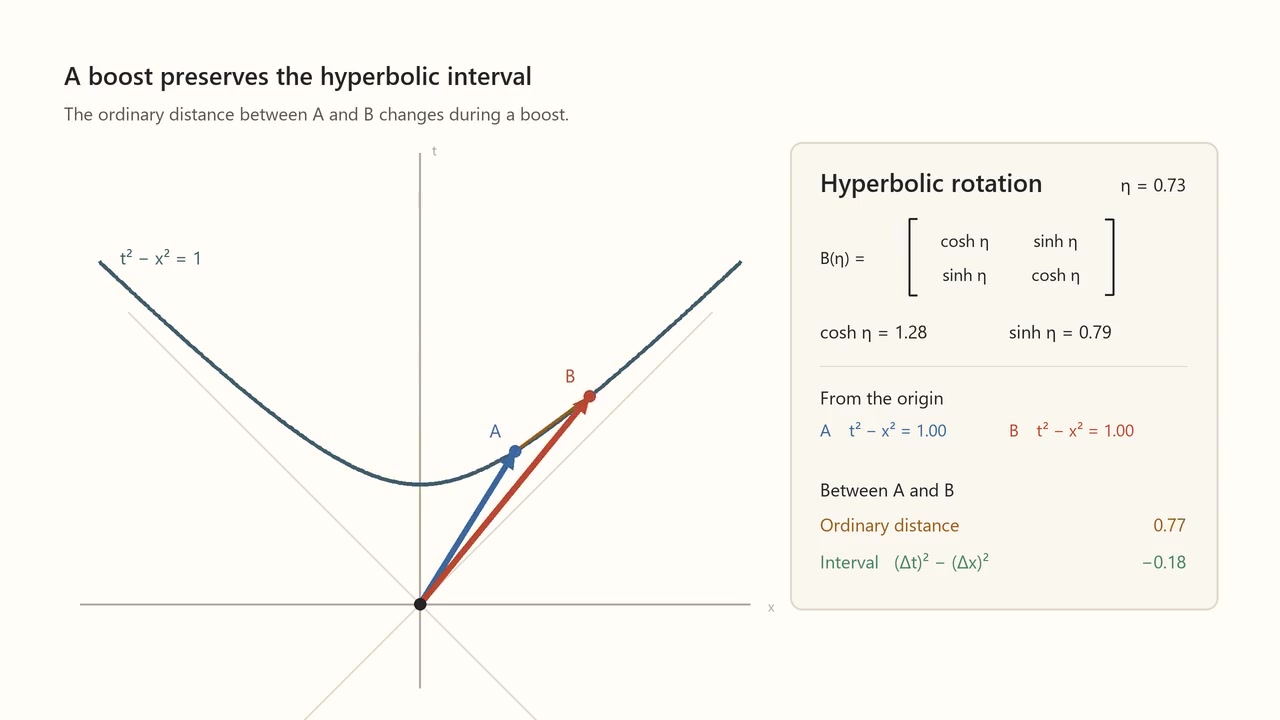 A boost preserves the hyperbolic interval
The ordinary distance between A and B changes during a boost.
t
t² − x² = 1
B
A
x
Hyperbolic rotation η = 0.73
cosh η sinh η
B(η) =
sinh η cosh η
cosh η = 1.28 sinh η = 0.79
From the origin
A t² − x² = 1.00 B t² − x² = 1.00
Between A and B
Ordinary distance 0.77
Interval (Δt)² − (Δx)² −0.18